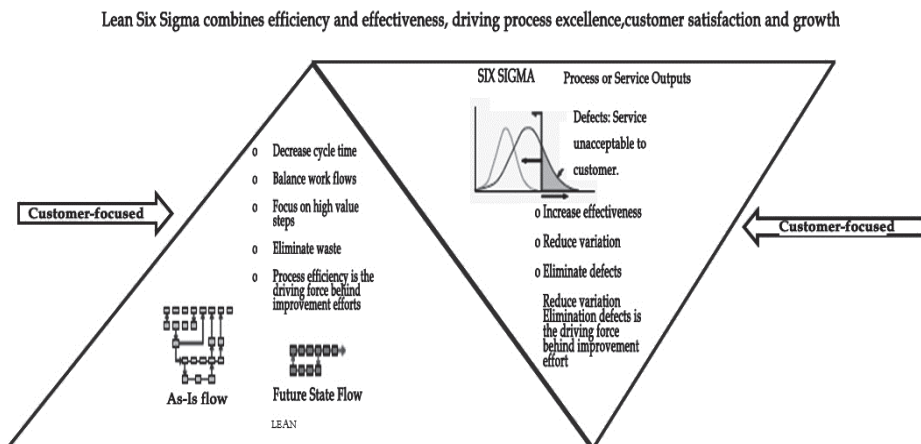 Lean Six Sigma combines efficiency and effectiveness, driving process excellence,customer satisfaction and growth
Customer-focused
o Decrease cycle time
o Balance work flows
o Focus on high value
steps
o Eliminate waste
o Process efficiency is the
driving force behind
improvement efforts
As-Is flow
Future State Flow
LEAN
SIX SIGMA
Process or Service Outputs
Defects: Service
unacceptable to
customer.
o Increase effectiveness
o Reduce variation
o Eliminate defects
Reduce variation
Elimination defects is
the driving force
behind improvement
effort
Customer-focused